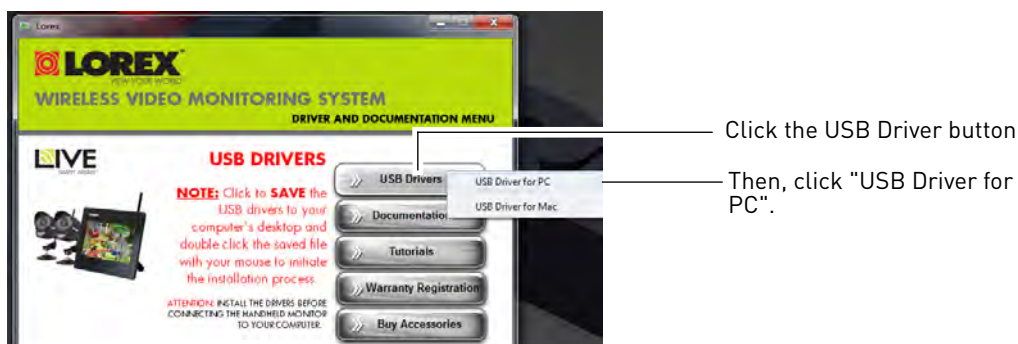 Lorex
LOREX
VIEW YOUR WORLD
WIRELESS VIDEO MONITORING SYSTEM
DRIVER AND DOCUMENTATION MENU
LIVE
USB DRIVERS
NOTE: Click to SAVE the
USB drivers to your
computer's desktop and
double click the saved file
with your mouse to initiate
the installation process.
ATTENTION: INSTALL THE DRIVERS BEFORE
CONNECTING THE HANDHELD MONITOR
TO YOUR COMPUTER.
USB Drivers
USB Driver for PC
USB Driver for Mac
Documentation
Tutorials
Warranty Registration
Buy Accessories
Click the USB Driver button
Then, click "USB Driver for
PC".